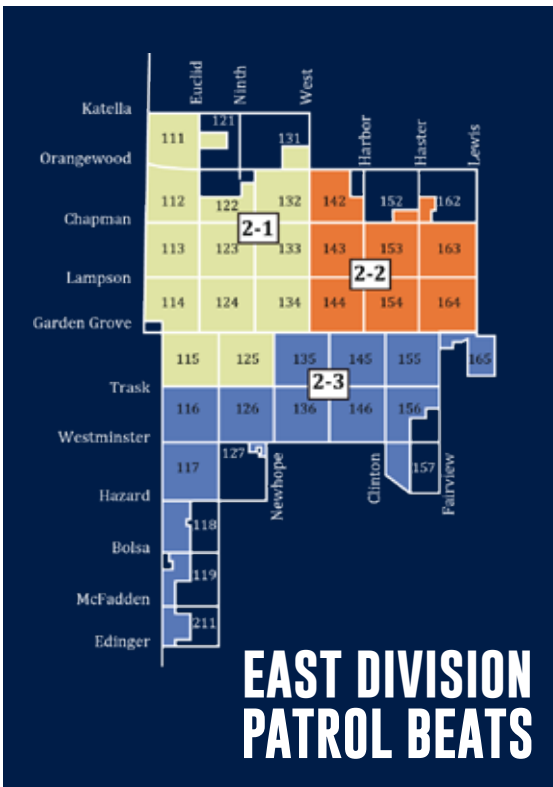 Euclid
Ninth
West
Katella
121
111
131
Orangewood
Harbor
Haster
Lewis
112
122
132
142
152
162
Chapman
2-1
113
123
133
143
153
163
2-2
Lampson
114
124
134
144
154
164
Garden Grove
115
125
135
145
155
165
2-3
Trask
116
126
136
146
156
Westminster
117
127
157
Newhope
Clinton
Fairview
Hazard
118
Bolsa
119
McFadden
211
Edinger
EAST DIVISION
PATROL BEATS